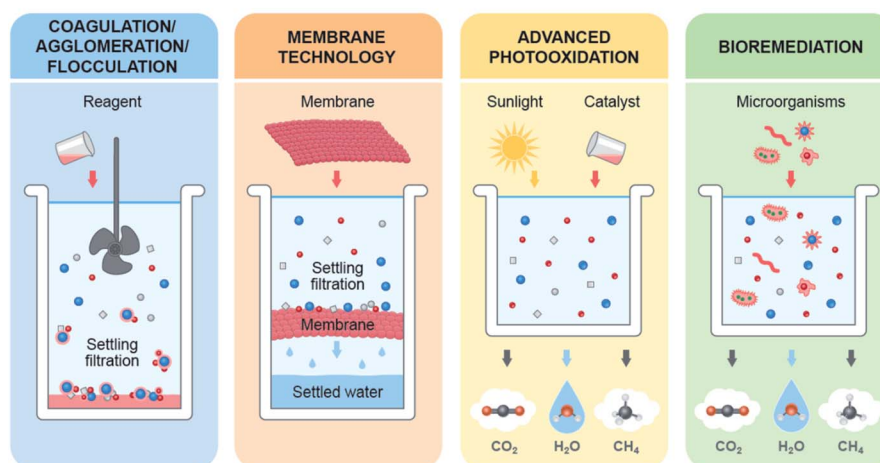 COAGULATION/
AGGLOMERATION/
FLOCCULATION
Reagent
Settling
filtration
MEMBRANE
TECHNOLOGY
Membrane
Settling
filtration
Membrane
Settled water
ADVANCED
PHOTOOXIDATION
Sunlight
Catalyst
CO₂
H₂O
CH₄
BIOREMEDIATION
Microorganisms
CO₂
H₂O
CH₄